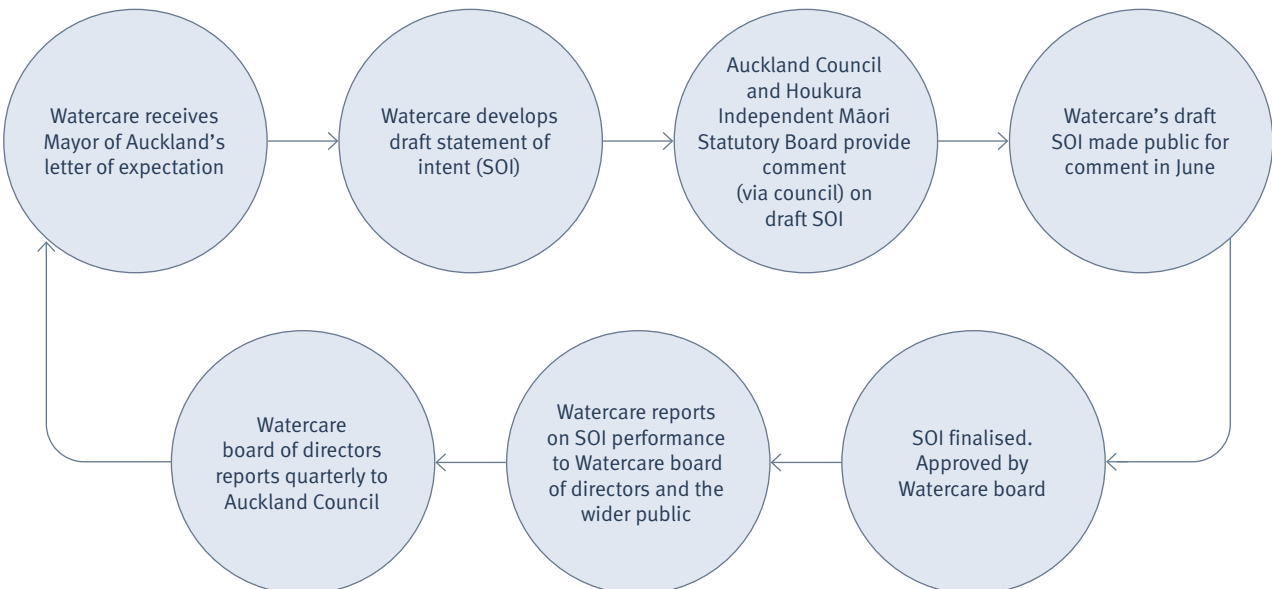 Watercare receives
Mayor of Auckland’s
letter of expectation
Watercare develops
draft statement of
intent (SOI)
Auckland Council
and Houkura
Independent Māori
Statutory Board provide
comment
(via council) on
draft SOI
Watercare’s draft
SOI made public for
comment in June
SOI finalised.
Approved by
Watercare board
Watercare reports
on SOI performance
to Watercare board
of directors and the
wider public
Watercare
board of directors
reports quarterly to
Auckland Council